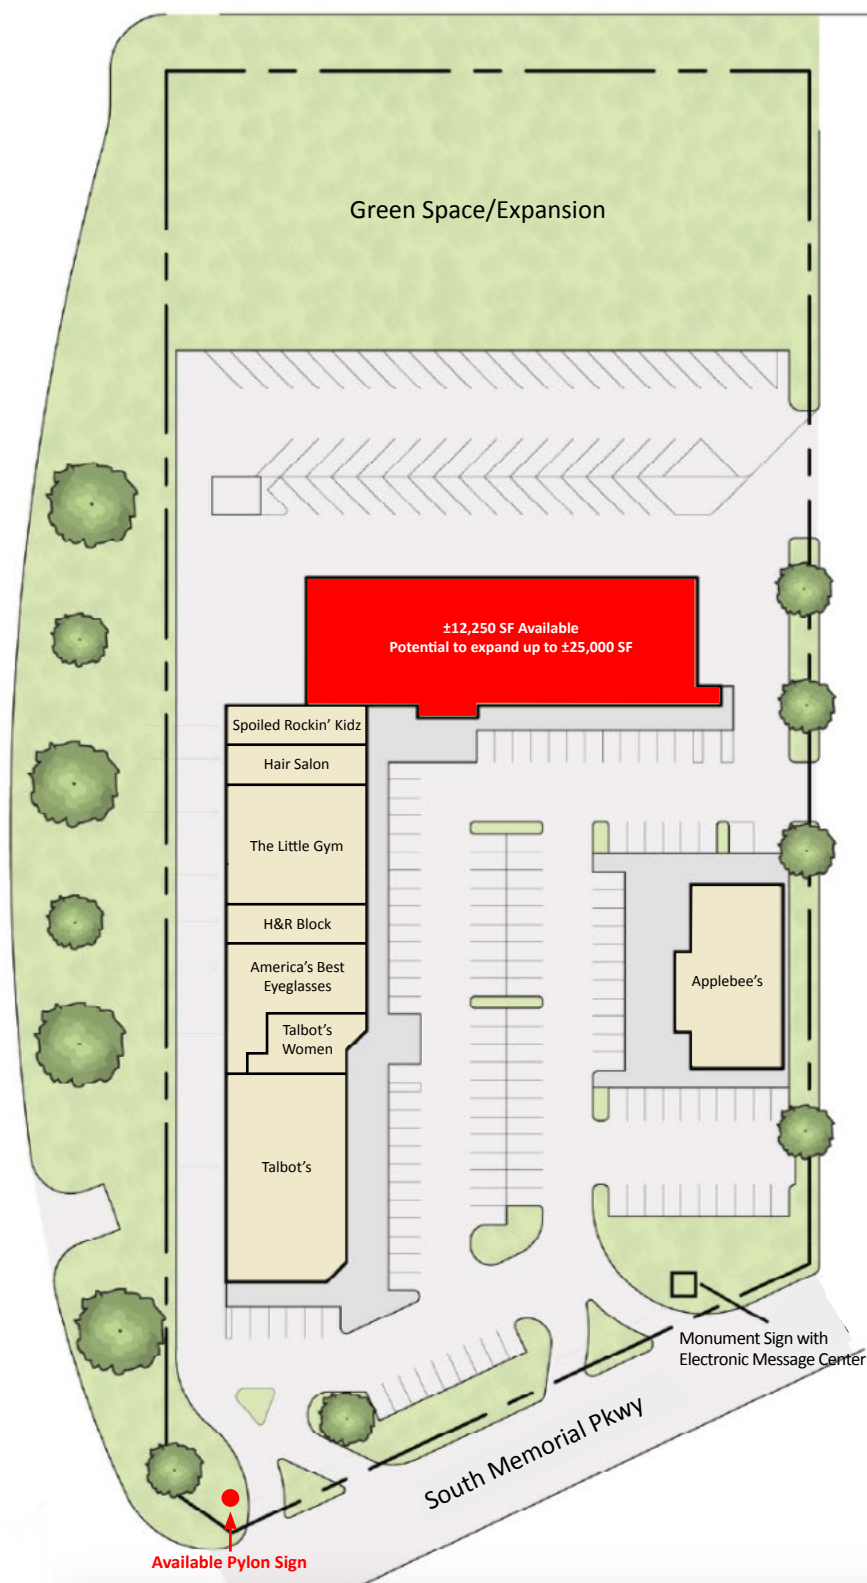 Green Space/Expansion
±12,250 SF Available
Potential to expand up to ±25,000 SF
Spoiled Rockin’ Kidz
Hair Salon
The Little Gym
H&R Block
America’s Best
Eyeglasses
Talbot’s
Women
Talbot’s
Applebee’s
Monument Sign with
Electronic Message Center
South Memorial Pkwy
Available Pylon Sign